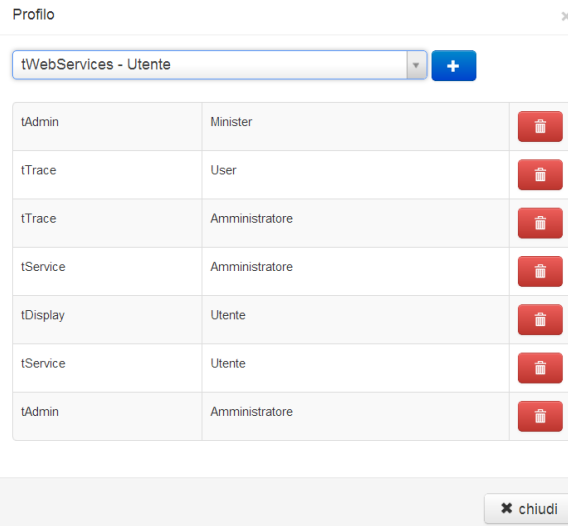 Profilo
tWebServices - Utente
tAdmin Minister
tTrace User
tTrace Amministratore
tService Amministratore
tDisplay Utente
tService Utente
tAdmin Amministratore
chiudi